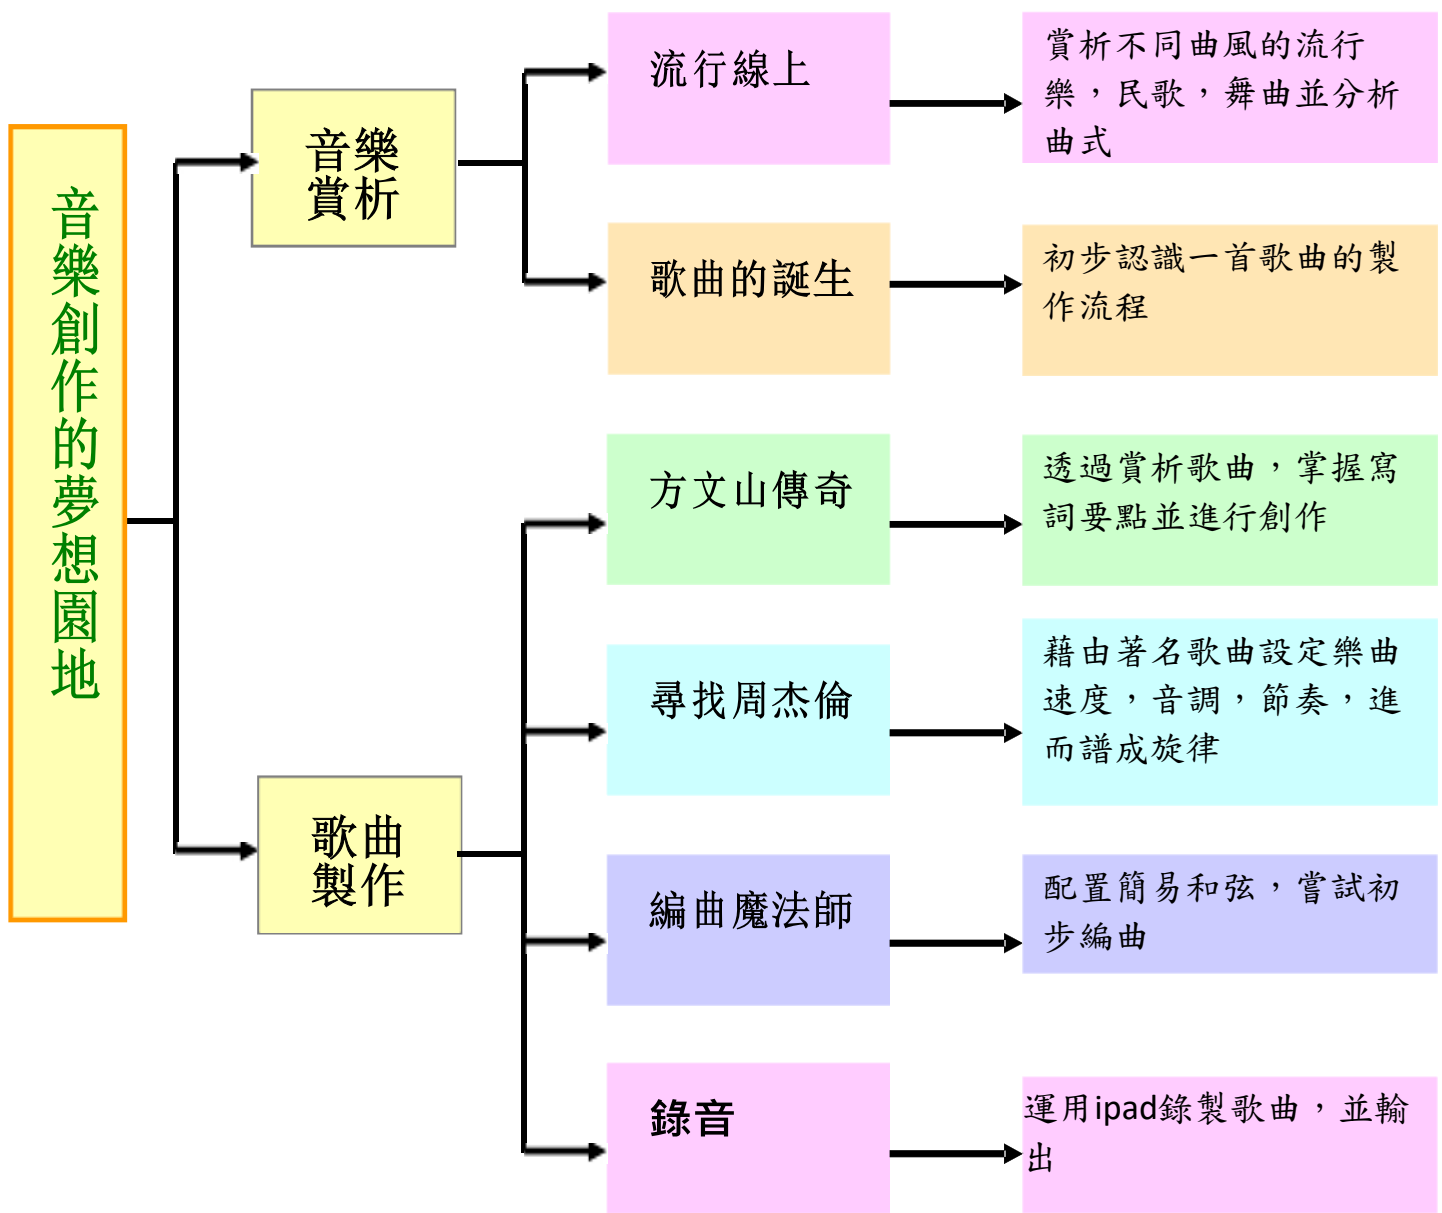 音樂創作的夢想園地
音樂
賞析
流行線上
賞析不同曲風的流行
樂，民歌，舞曲並分析
曲式
歌曲的誕生
初步認識一首歌曲的製
作流程
歌曲
製作
方文山傳奇
透過賞析歌曲，掌握寫
詞要點並進行創作
尋找周杰倫
藉由著名歌曲設定樂曲
速度，音調，節奏，進
而譜成旋律
編曲魔法師
配置簡易和弦，嘗試初
步編曲
錄音
運用ipad錄製歌曲，並輸
出